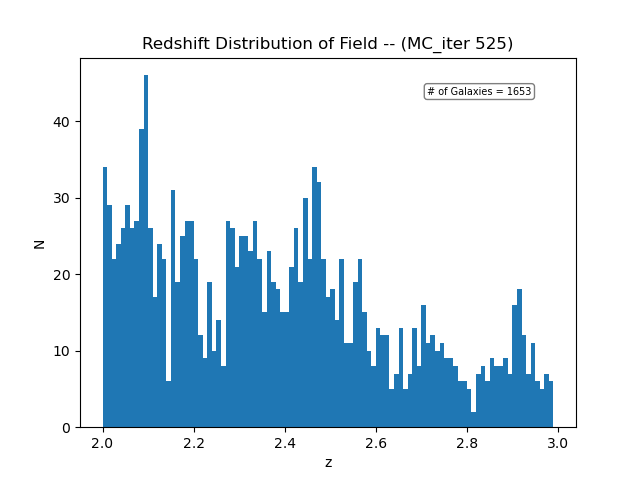 Redshift Distribution of Field -- (MC_iter 525)
# of Galaxies = 1653
N
40
30
20
10
0
2.0 2.2 2.4 2.6 2.8 3.0
z